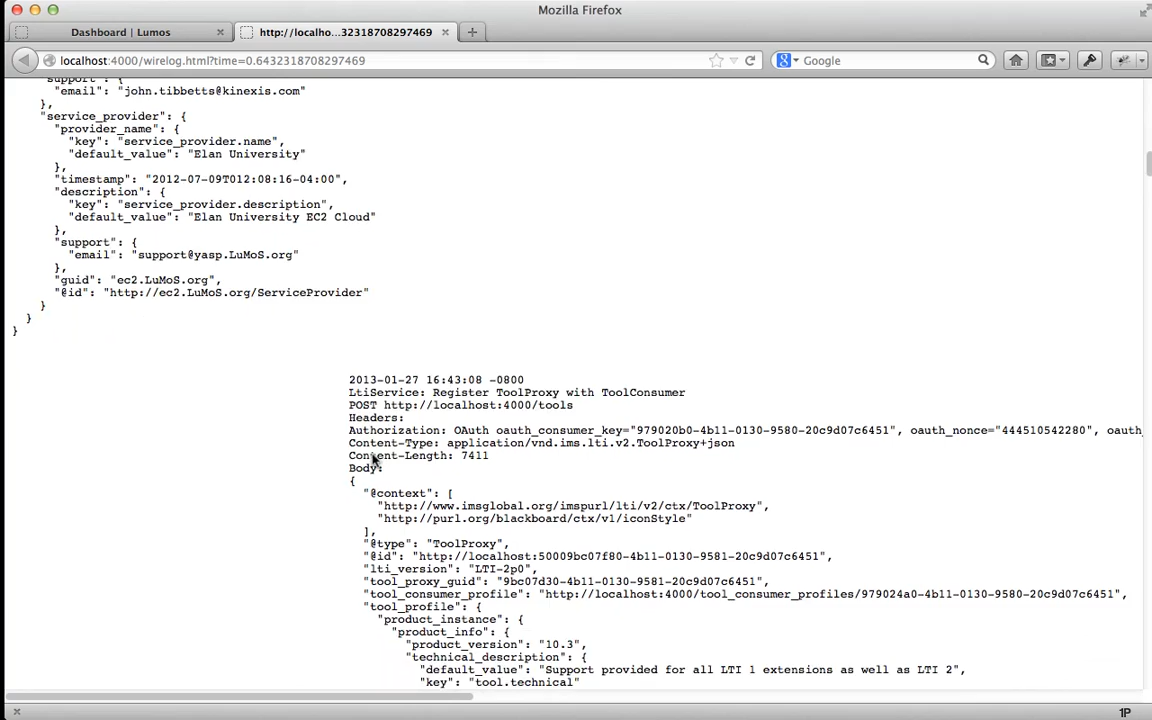 Mozilla Firefox
Dashboard | Lumos
http://localho...32318708297469
localhost:4000/wirelog.html?time=0.6432318708297469
Google
"support": {
"email": "john.tibbetts@kinexis.com"
},
"service_provider": {
"provider_name": {
"key": "service_provider.name",
"default_value": "Elan University"
},
"timestamp": "2012-07-09T012:08:16-04:00",
"description": {
"key": "service_provider.description",
"default_value": "Elan University EC2 Cloud"
},
"support": {
"email": "support@yasp.LuMoS.org"
},
"guid": "ec2.LuMoS.org",
"@id": "http://ec2.LuMoS.org/ServiceProvider"
}
}
}
2013-01-27 16:43:08 -0800
LtiService: Register ToolProxy with ToolConsumer
POST http://localhost:4000/tools
Headers:
Authorization: OAuth oauth_consumer_key="979020b0-4b11-0130-9580-20c9d07c6451", oauth_nonce="444510542280", oauth_
Content-Type: application/vnd.ims.lti.v2.ToolProxy+json
Content-Length: 7411
Body:
{
"@context": [
"http://www.imsglobal.org/imspurl/lti/v2/ctx/ToolProxy",
"http://purl.org/blackboard/ctx/v1/iconStyle"
],
"@type": "ToolProxy",
"@id": "http://localhost:50009bc07f80-4b11-0130-9581-20c9d07c6451",
"lti_version": "LTI-2p0",
"tool_proxy_guid": "9bc07d30-4b11-0130-9581-20c9d07c6451",
"tool_consumer_profile": "http://localhost:4000/tool_consumer_profiles/979024a0-4b11-0130-9580-20c9d07c6451",
"tool_profile": {
"product_instance": {
"product_info": {
"product_version": "10.3",
"technical_description": {
"default_value": "Support provided for all LTI 1 extensions as well as LTI 2",
"key": "tool.technical"
1P